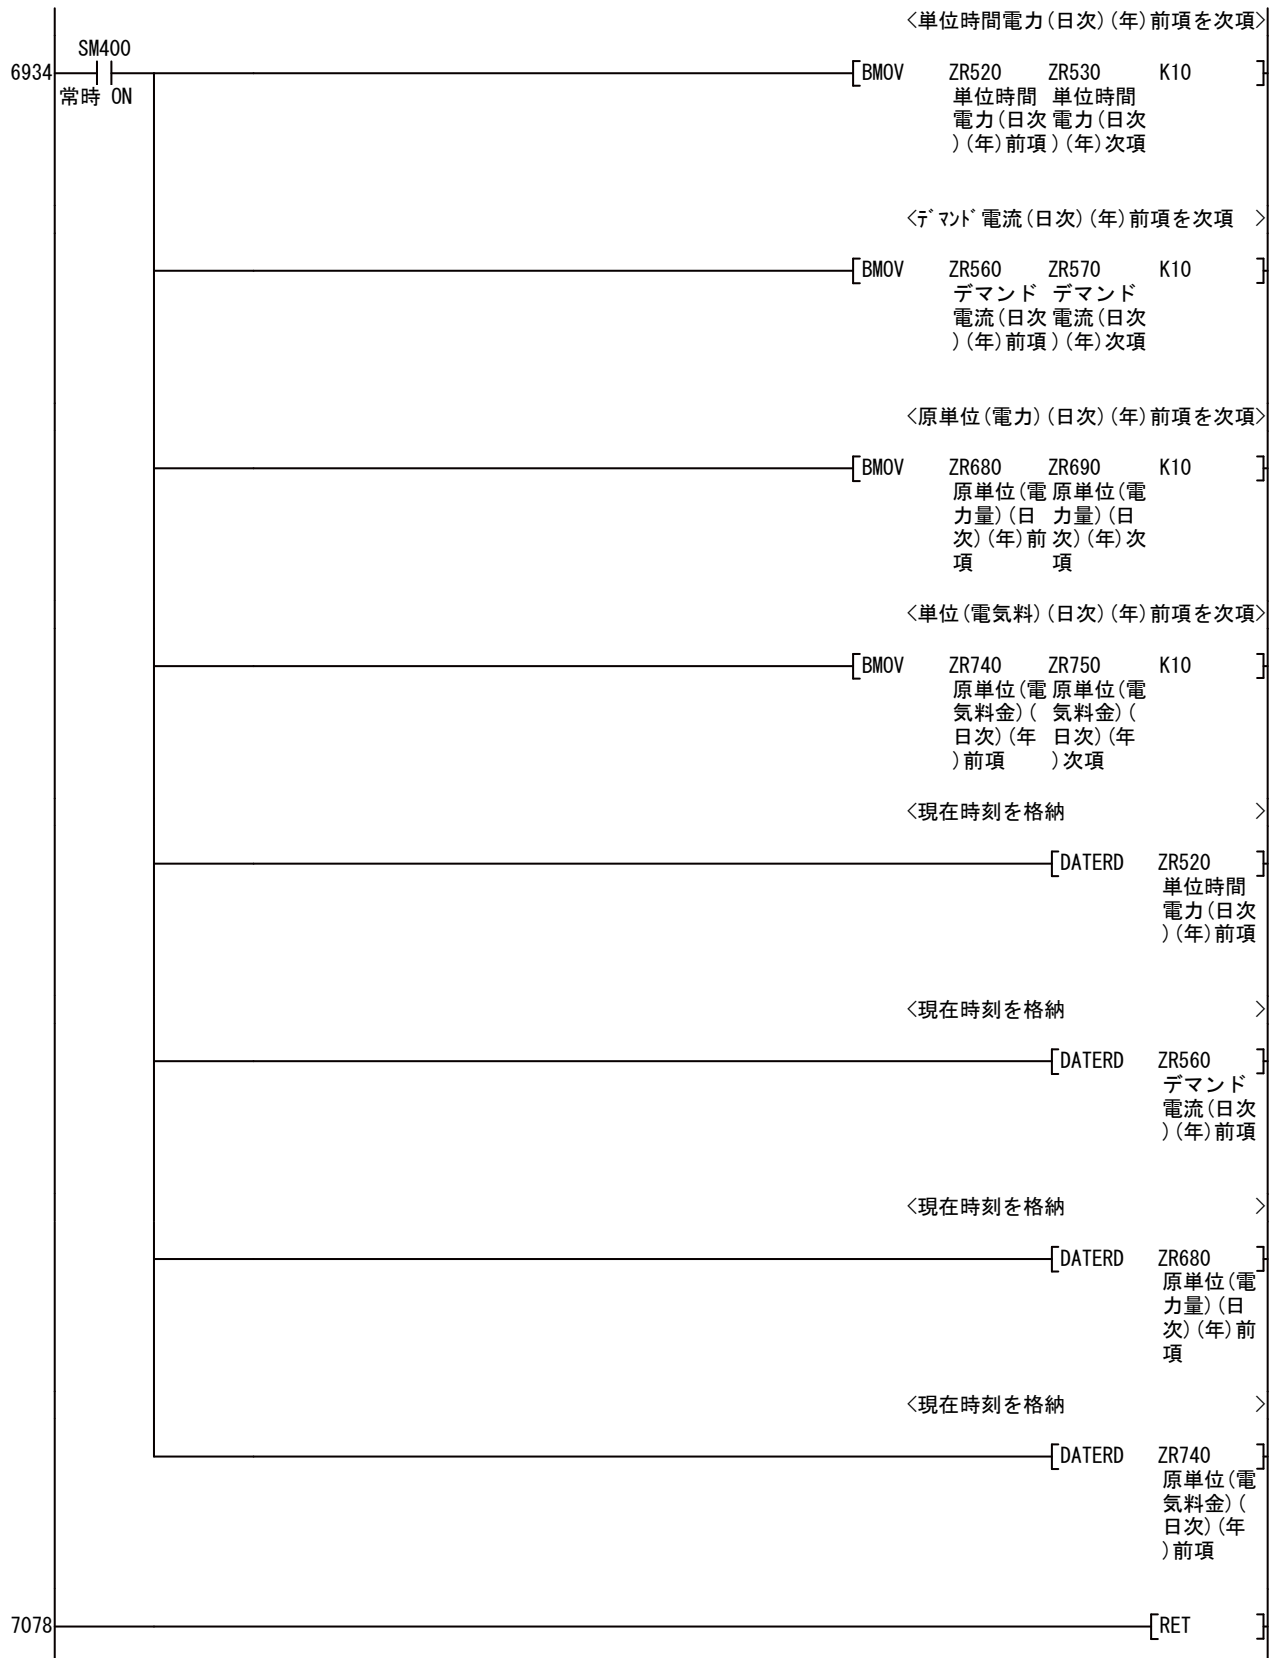 <単位時間電力(日次)(年)前項を次項>
SM400
6934
[BMOV ZR520 ZR530 K10 ]
常時 ON
単位時間 単位時間
電力(日次 電力(日次
)(年)前項 )(年)次項
<ﾃﾞﾏﾝﾄﾞ電流(日次)(年)前項を次項 >
[BMOV ZR560 ZR570 K10 ]
デマンド デマンド
電流(日次 電流(日次
)(年)前項 )(年)次項
<原単位(電力)(日次)(年)前項を次項>
[BMOV ZR680 ZR690 K10 ]
原単位(電 原単位(電
力量)(日 力量)(日
次)(年)前 次)(年)次
項 項
<単位(電気料)(日次)(年)前項を次項>
[BMOV ZR740 ZR750 K10 ]
原単位(電 原単位(電
気料金)( 気料金)(
日次)(年 日次)(年
)前項 )次項
<現在時刻を格納 >
[DATERD ZR520 ]
単位時間
電力(日次
)(年)前項
<現在時刻を格納 >
[DATERD ZR560 ]
デマンド
電流(日次
)(年)前項
<現在時刻を格納 >
[DATERD ZR680 ]
原単位(電
力量)(日
次)(年)前
項
<現在時刻を格納 >
[DATERD ZR740 ]
原単位(電
気料金)(
日次)(年
)前項
7078
[RET ]